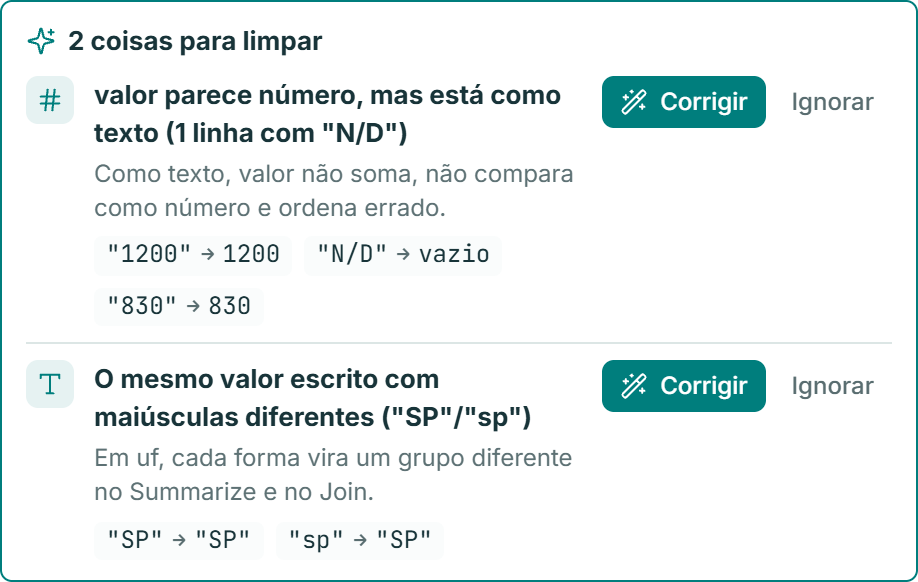 2 coisas para limpar
valor parece número, mas está como
texto (1 linha com "N/D")
Corrigir
Ignorar
Como texto, valor não soma, não compara
como número e ordena errado.
"1200" → 1200 "N/D" → vazio
"830" → 830
O mesmo valor escrito com
maiúsculas diferentes ("SP"/"sp")
Corrigir
Ignorar
Em uf, cada forma vira um grupo diferente
no Summarize e no Join.
"SP" → "SP" "sp" → "SP"